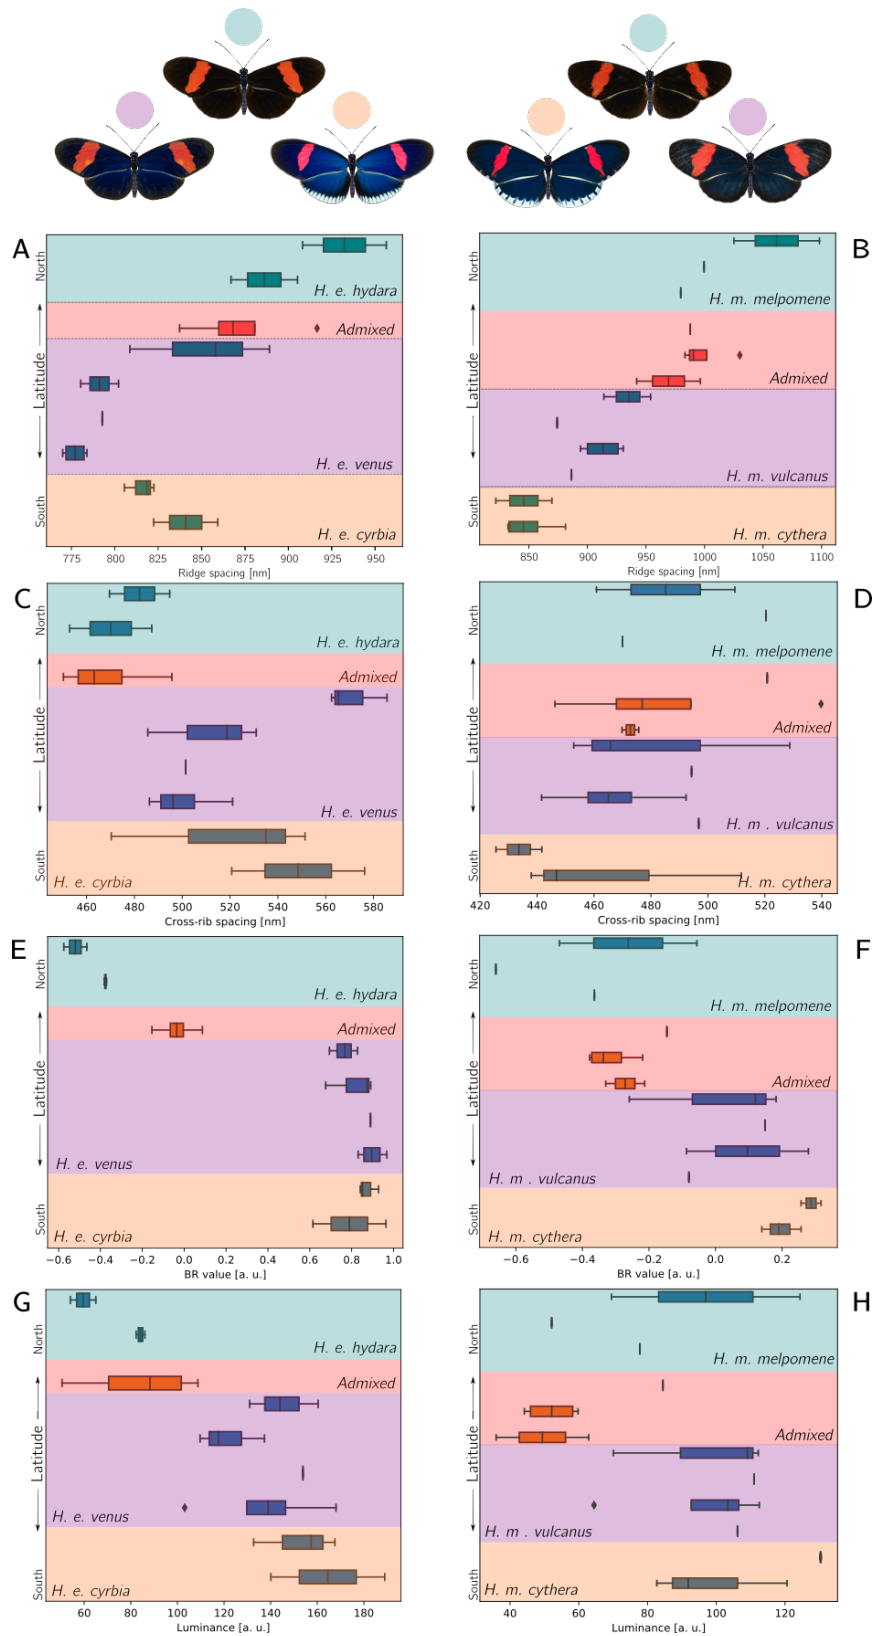 A
North
H. e. hydara
Admixed
Latitude
H. e. venus
South
H. e. cyrbia
775 800 825 850 875 900 925 950
Ridge spacing [nm]
B
North
H. m. melpomene
Admixed
Latitude
H. m. vulcanus
South
H. m. cythera
850 900 950 1000 1050 1100
Ridge spacing [nm]
C
North
H. e. hydara
Admixed
Latitude
H. e. venus
South
H. e. cyrbia
460 480 500 520 540 560 580
Cross-rib spacing [nm]
D
North
H. m. melpomene
Admixed
Latitude
H. m . vulcanus
South
H. m. cythera
420 440 460 480 500 520 540
Cross-rib spacing [nm]
E
North
H. e. hydara
Admixed
Latitude
H. e. venus
South
H. e. cyrbia
−0.6 −0.4 −0.2 0.0 0.2 0.4 0.6 0.8 1.0
BR value [a. u.]
F
North
H. m. melpomene
Admixed
Latitude
H. m . vulcanus
South
H. m. cythera
−0.6 −0.4 −0.2 0.0 0.2
BR value [a. u.]
G
North
H. e. hydara
Admixed
Latitude
H. e. venus
South
H. e. cyrbia
60 80 100 120 140 160 180
Luminance [a. u.]
H
North
H. m. melpomene
Admixed
Latitude
H. m . vulcanus
South
H. m. cythera
40 60 80 100 120
Luminance [a. u.]